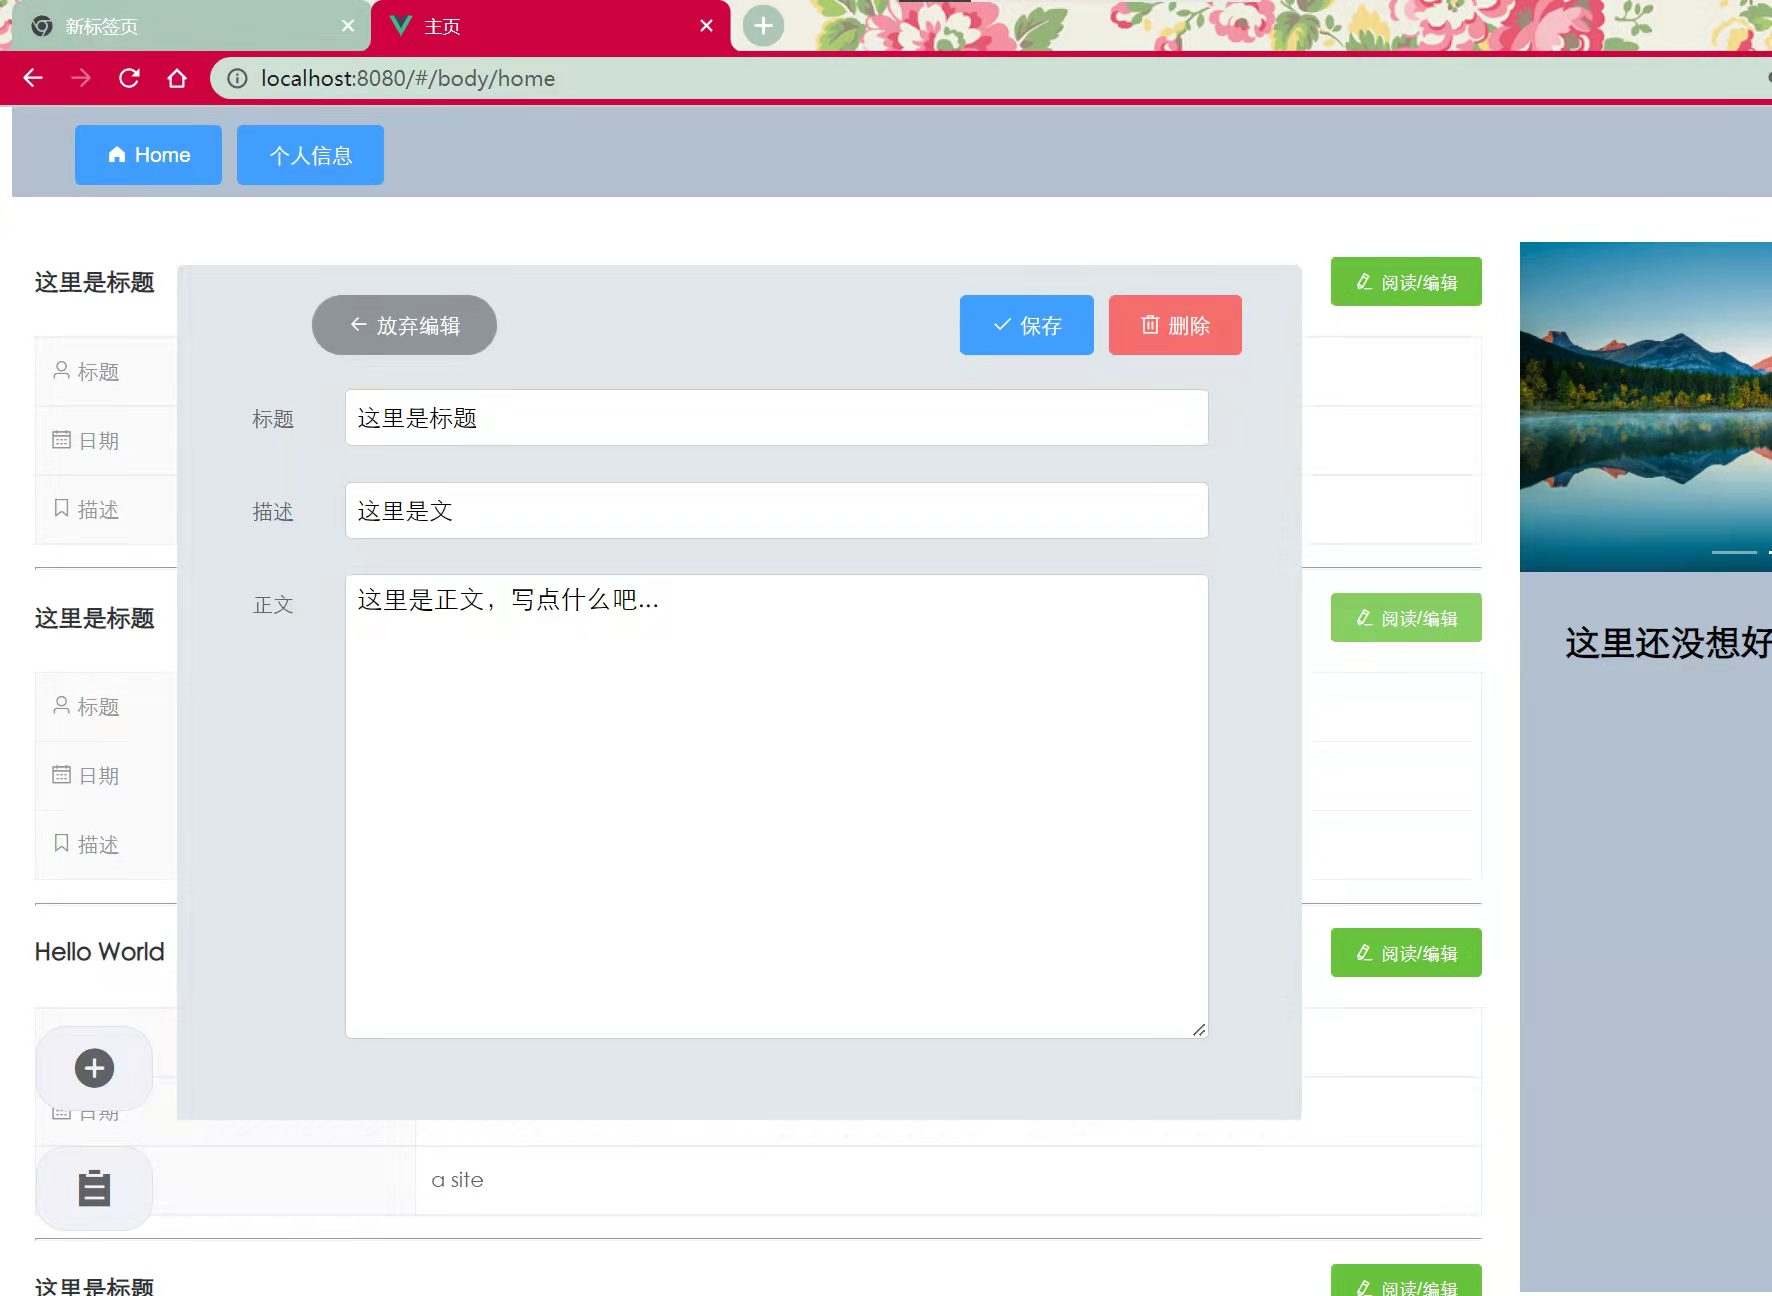 新标签页
主页
localhost:8080/#/body/home
Home
个人信息
这里是标题
阅读/编辑
放弃编辑
保存
删除
标题
日期
描述
标题
这里是标题
描述
这里是文
正文
这里是正文，写点什么吧...
这里是标题
阅读/编辑
这里还没想好
标题
日期
描述
Hello World
阅读/编辑
日期
a site
这里是标题
阅读/编辑